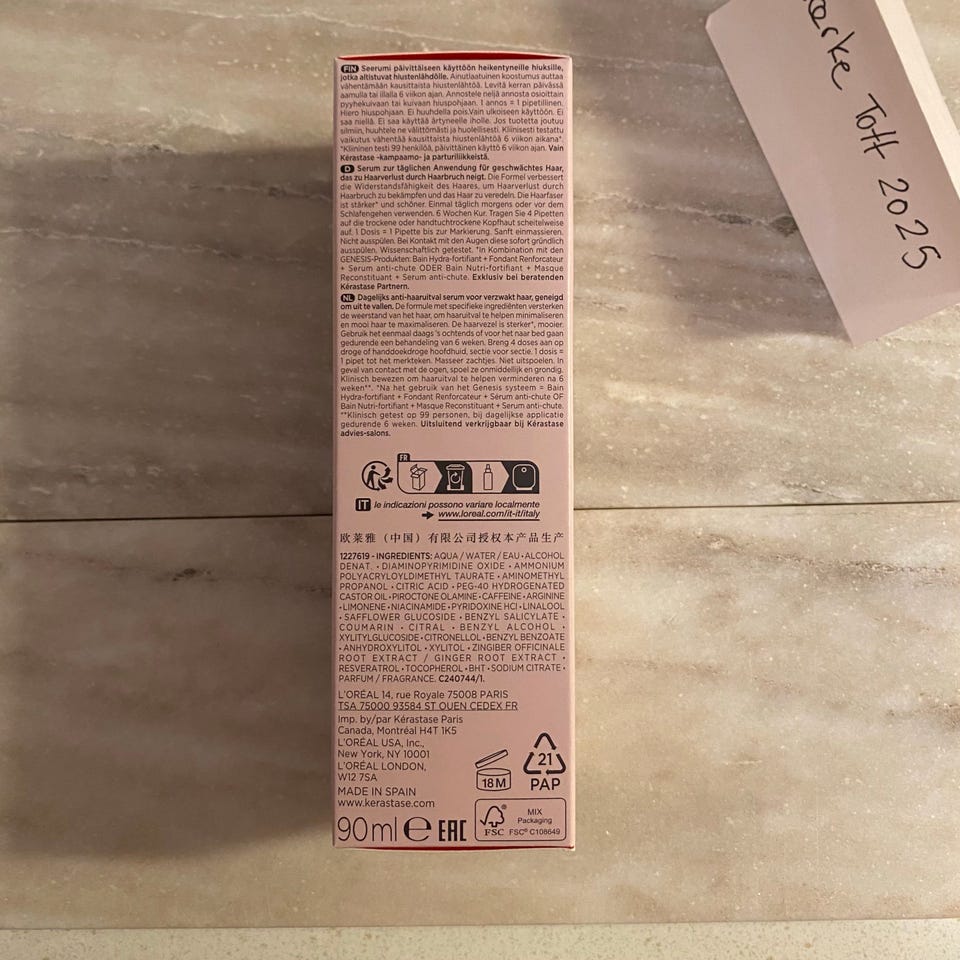 FIN Seerumi päivittäiseen käyttöön heikentyneille hiuksille,
jotka altistuvat hiustenlähdölle. Ainutlaatuinen koostumus auttaa
vähentämään kausittaista hiustenlähtöä. Levitä kerran päivässä
aamulla tai illalla 6 viikon ajan. Annostele neljä annosta osioittain
pyyhekuivaan tai kuivaan hiuspohjaan. 1 annos = 1 pipetillinen.
Hiero hiuspohjaan. Ei huuhdella pois.Vain ulkoiseen käyttöön. Ei
saa niellä. Ei saa käyttää ärtyneelle iholle. Jos tuotetta joutuu
silmiin, huuhtele ne välittömästi ja huolellisesti. Kliinisesti testattu
vaikutus vähentää kausittaista hiustenlähtöä 6 viikon aikana*.
*Kliininen testi 99 henkilöä, päivittäinen käyttö 6 viikon ajan. Vain
Kérastase -kampaamo- ja parturiliikkeistä.
D Serum zur täglichen Anwendung für geschwächtes Haar,
das zu Haarverlust durch Haarbruch neigt. Die Formel verbessert
die Widerstandsfähigkeit des Haares, um Haarverlust durch
Haarbruch zu bekämpfen und das Haar zu veredeln. Die Haarfaser
ist stärker* und schöner. Einmal täglich morgens oder vor dem
Schlafengehen verwenden. 6 Wochen Kur. Tragen Sie 4 Pipetten
auf die trockene oder handtuchtrockene Kopfhaut scheitelweise
auf. 1 Dosis = 1 Pipette bis zur Markierung. Sanft einmassieren.
Nicht ausspülen. Bei Kontakt mit den Augen diese sofort gründlich
ausspülen. Wissenschaftlich getestet. *in Kombination mit den
GENESIS-Produkten: Bain Hydra-fortifiant + Fondant Renforcateur
+ Serum anti-chute ODER Bain Nutri-fortifiant + Masque
Reconstituant + Serum anti-chute. Exklusiv bei beratenden
Kérastase Partnern.
NL Dagelijks anti-haaruitval serum voor verzwakt haar, geneigd
om uit te vallen. De formule met specifieke ingrediënten versterken
de weerstand van het haar, om haaruitval te helpen minimaliseren
en mooi haar te maximaliseren. De haarvezel is sterker*, mooier.
Gebruik het eenmaal daags 's ochtends of voor het naar bed gaan
gedurende een behandeling van 6 weken. Breng 4 doses aan op
droge of handdoekdroge hoofdhuid, sectie voor sectie. 1 dosis =
1 pipet tot het merkteken. Masseer zachtjes. Niet uitspoelen. In
geval van contact met de ogen, spoel ze onmiddellijk en grondig.
Klinisch bewezen om haaruitval te helpen verminderen na 6
weken**. *Na het gebruik van het Genesis systeem = Bain
Hydra-fortifiant + Fondant Renforcateur + Sérum anti-chute OF
Bain Nutri-fortifiant + Masque Reconstituant + Serum anti-chute.
**Klinisch getest op 99 personen, bij dagelijkse applicatie
gedurende 6 weken. Uitsluitend verkrijgbaar bij Kérastase
advies-salons.
FR
IT le indicazioni possono variare localmente
www.loreal.com/it-it/italy
欧莱雅(中国)有限公司授权本产品生产
1227619 - INGREDIENTS: AQUA / WATER / EAU • ALCOHOL
DENAT. • DIAMINOPYRIMIDINE OXIDE • AMMONIUM
POLYACRYLOYLDIMETHYL TAURATE • AMINOMETHYL
PROPANOL • CITRIC ACID • PEG-40 HYDROGENATED
CASTOR OIL • PIROCTONE OLAMINE • CAFFEINE • ARGININE
• LIMONENE • NIACINAMIDE • PYRIDOXINE HCI • LINALOOL
• SAFFLOWER GLUCOSIDE • BENZYL SALICYLATE •
COUMARIN • CITRAL • BENZYL ALCOHOL •
XYLITYLGLUCOSIDE • CITRONELLOL • BENZYL BENZOATE
• ANHYDROXYLITOL • XYLITOL • ZINGIBER OFFICINALE
ROOT EXTRACT / GINGER ROOT EXTRACT •
RESVERATROL • TOCOPHEROL • BHT • SODIUM CITRATE •
PARFUM / FRAGRANCE. C240744/1.
L'ORÉAL 14, rue Royale 75008 PARIS
TSA 75000 93584 ST OUEN CEDEX FR
Imp. by/par Kérastase Paris
Canada, Montréal H4T 1K5
L'ORÉAL USA, Inc.,
New York, NY 10001
L'ORÉAL LONDON,
W12 7SA
MADE IN SPAIN
www.kerastase.com
18M
21
PAP
90ml e EAC
FSC
MIX
Packaging
FSC® C108649
Toft 2025